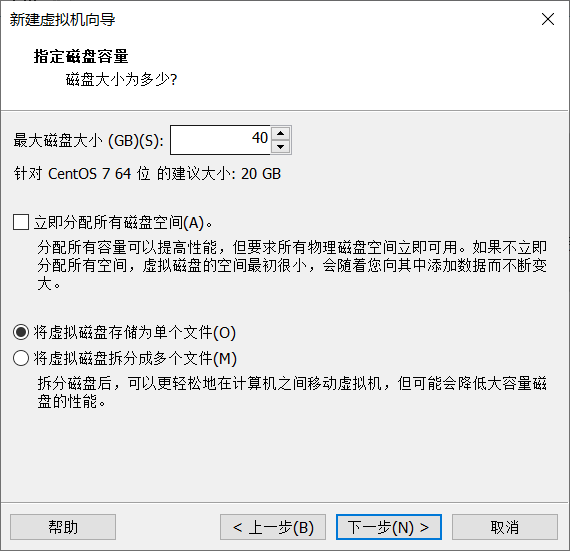 新建虚拟机向导
指定磁盘容量
磁盘大小为多少?
最大磁盘大小 (GB)(S): 40
针对 CentOS 7 64 位 的建议大小: 20 GB
立即分配所有磁盘空间(A)。
分配所有容量可以提高性能，但要求所有物理磁盘空间立即可用。如果不立即
分配所有空间，虚拟磁盘的空间最初很小，会随着您向其中添加数据而不断变
大。
将虚拟磁盘存储为单个文件(O)
将虚拟磁盘拆分成多个文件(M)
拆分磁盘后，可以更轻松地在计算机之间移动虚拟机，但可能会降低大容量磁
盘的性能。
帮助 < 上一步(B) 下一步(N) > 取消